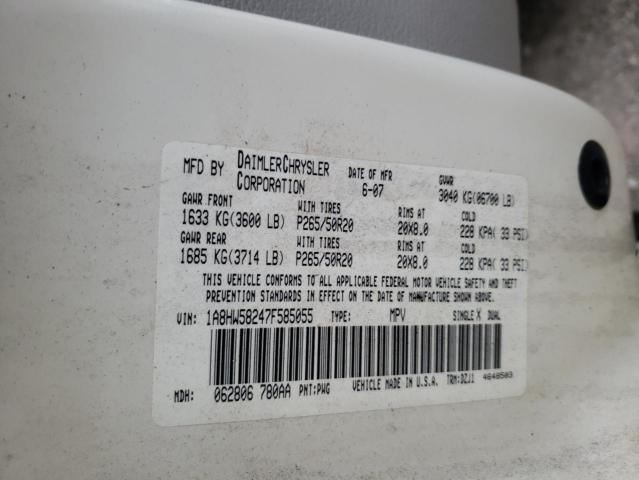 MFD BY DAIMLERCHRYSLER CORPORATION DATE OF MFR 6-07 GVWR 3040 KG(06700 LB)
GAWR FRONT WITH TIRES RIMS AT COLD
1633 KG(3600 LB) P265/50R20 20X8.0 228 KPA( 33 PSI)
GAWR REAR WITH TIRES RIMS AT COLD
1685 KG(3714 LB) P265/50R20 20X8.0 228 KPA( 33 PSI)
THIS VEHICLE CONFORMS TO ALL APPLICABLE FEDERAL MOTOR VEHICLE SAFETY AND THEFT
PREVENTION STANDARDS IN EFFECT ON THE DATE OF MANUFACTURE SHOWN ABOVE.
VIN: 1A8HW58247F585055 TYPE: MPV SINGLE X DUAL
MDH: 062806 780AA PNT:PWG VEHICLE MADE IN U.S.A. TRM:DZJ1 4648503